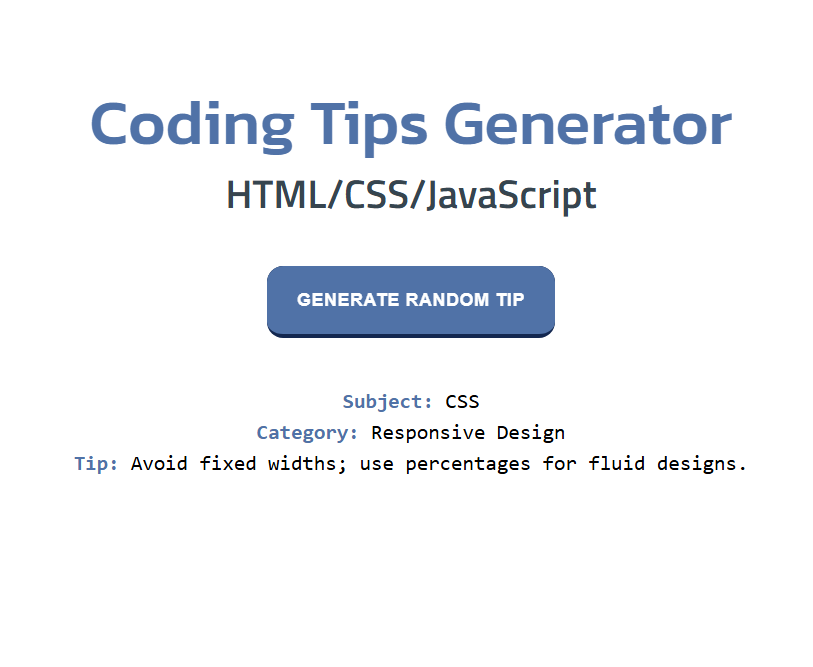 Coding Tips Generator
HTML/CSS/JavaScript
GENERATE RANDOM TIP
Subject: CSS
Category: Responsive Design
Tip: Avoid fixed widths; use percentages for fluid designs.